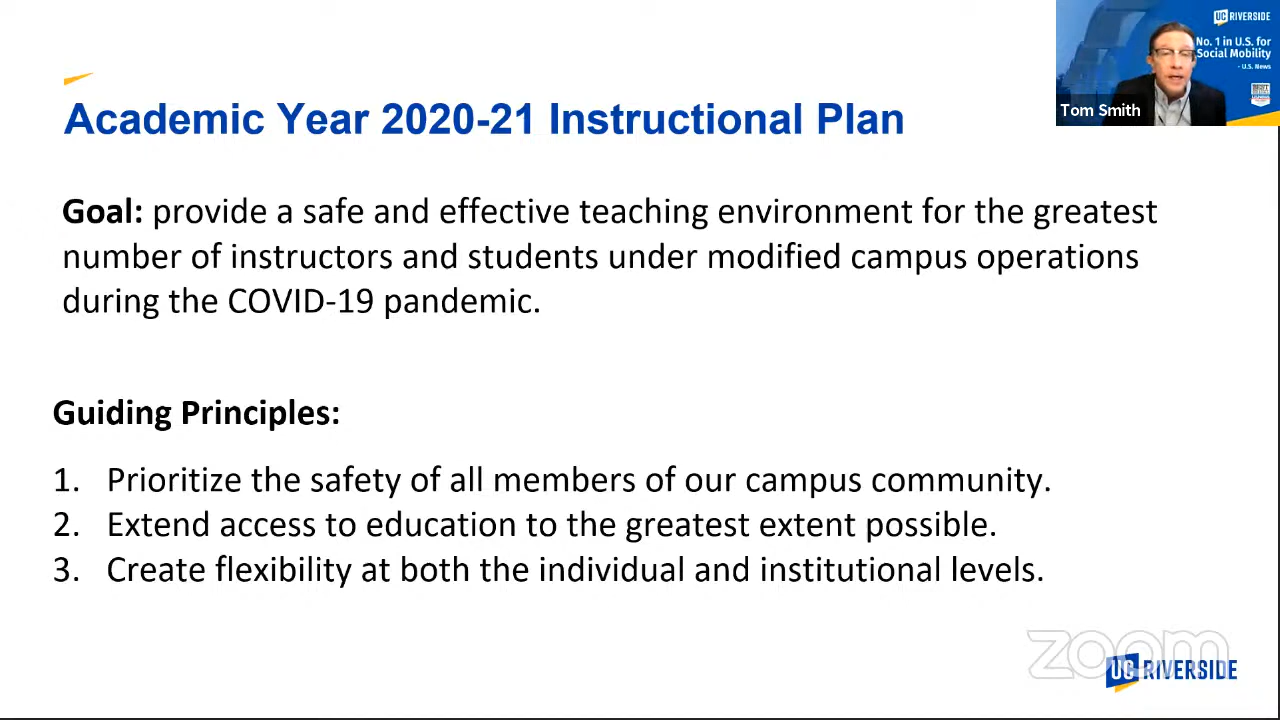 UC RIVERSIDE
No. 1 in U.S. for
Social Mobility
- U.S. News
Tom Smith
Academic Year 2020-21 Instructional Plan
Goal: provide a safe and effective teaching environment for the greatest
number of instructors and students under modified campus operations
during the COVID-19 pandemic.
Guiding Principles:
1. Prioritize the safety of all members of our campus community.
2. Extend access to education to the greatest extent possible.
3. Create flexibility at both the individual and institutional levels.
zoom
UC RIVERSIDE